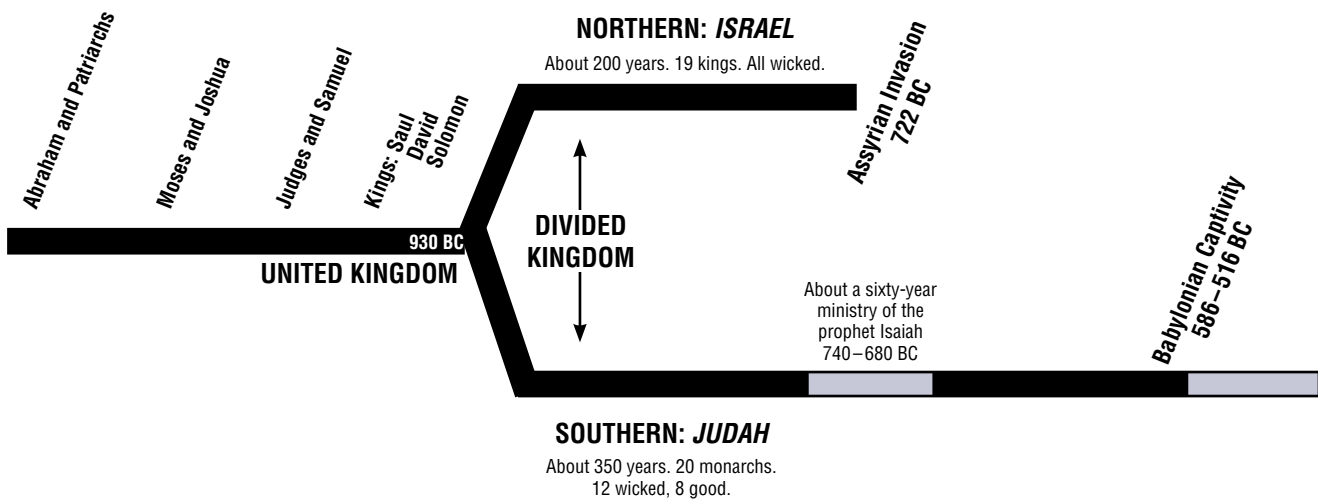 Abraham and Patriarchs
Moses and Joshua
Judges and Samuel
Kings: Saul
David
Solomon
930 BC
UNITED KINGDOM
NORTHERN: ISRAEL
About 200 years. 19 kings. All wicked.
Assyrian Invasion
722 BC
DIVIDED
KINGDOM
About a sixty-year
ministry of the
prophet Isaiah
740–680 BC
Babylonian Captivity
586–516 BC
SOUTHERN: JUDAH
About 350 years. 20 monarchs.
12 wicked, 8 good.